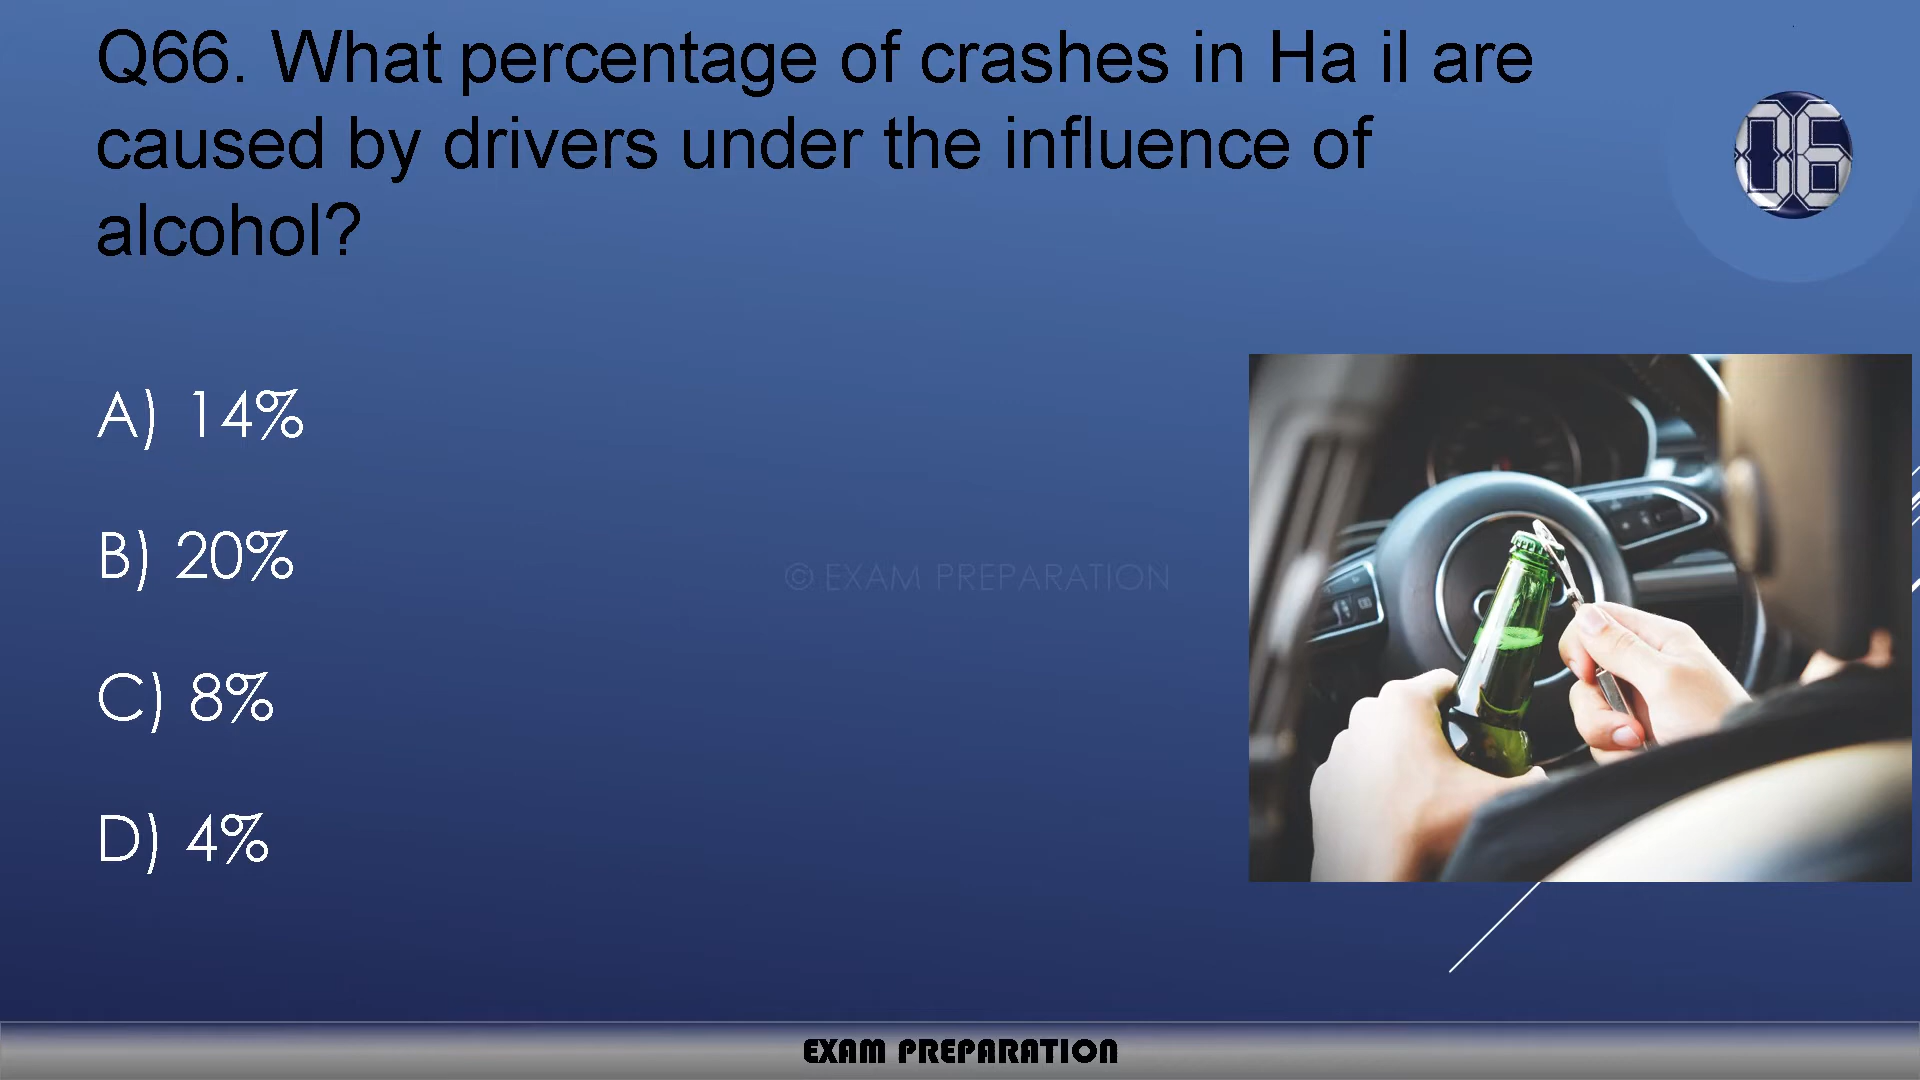 Q66. What percentage of crashes in Ha il are
caused by drivers under the influence of
alcohol?
06
A) 14%
B) 20%
© EXAM PREPARATION
C) 8%
D) 4%
EXAM PREPARATION